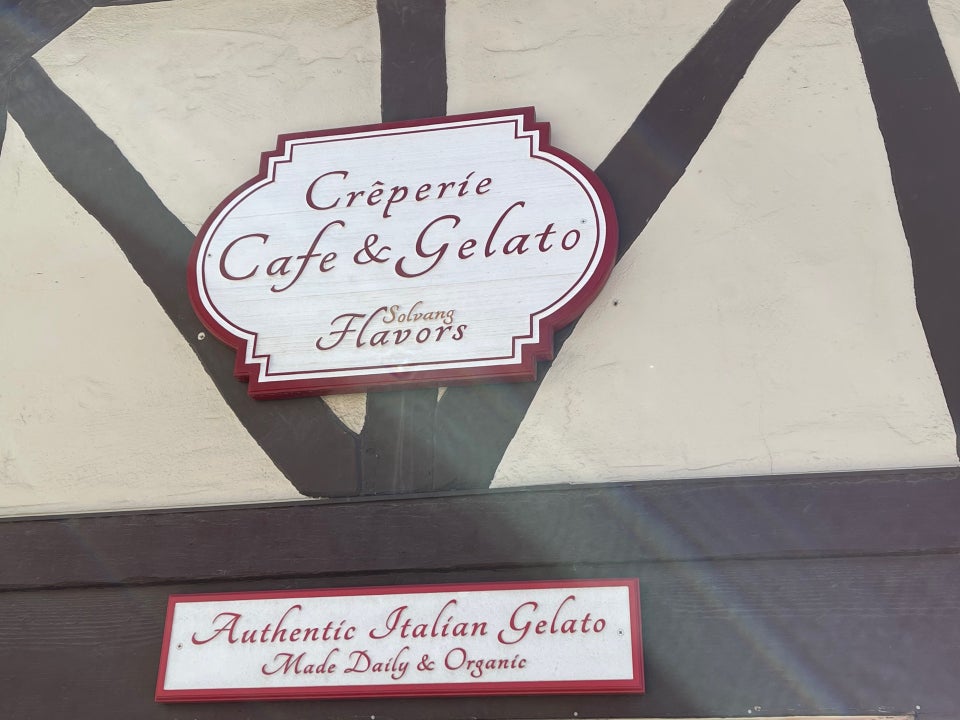 Crêperie
Cafe & Gelato
Solvang
Flavors
Authentic Italian Gelato
Made Daily & Organic